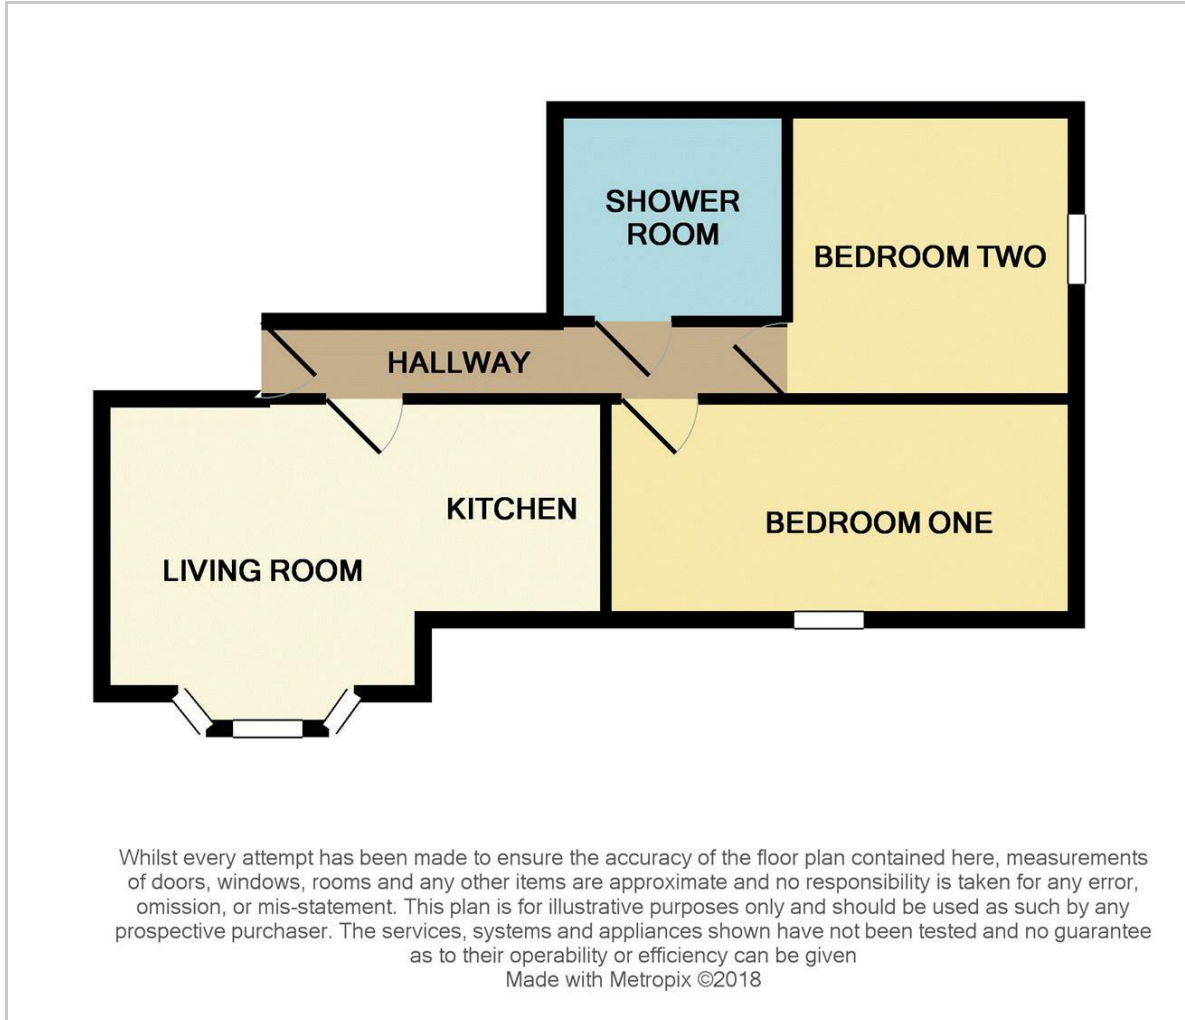 SHOWER
ROOM
BEDROOM TWO
HALLWAY
KITCHEN
BEDROOM ONE
LIVING ROOM
Whilst every attempt has been made to ensure the accuracy of the floor plan contained here, measurements
of doors, windows, rooms and any other items are approximate and no responsibility is taken for any error,
omission, or mis-statement. This plan is for illustrative purposes only and should be used as such by any
prospective purchaser. The services, systems and appliances shown have not been tested and no guarantee
as to their operability or efficiency can be given
Made with Metropix ©2018